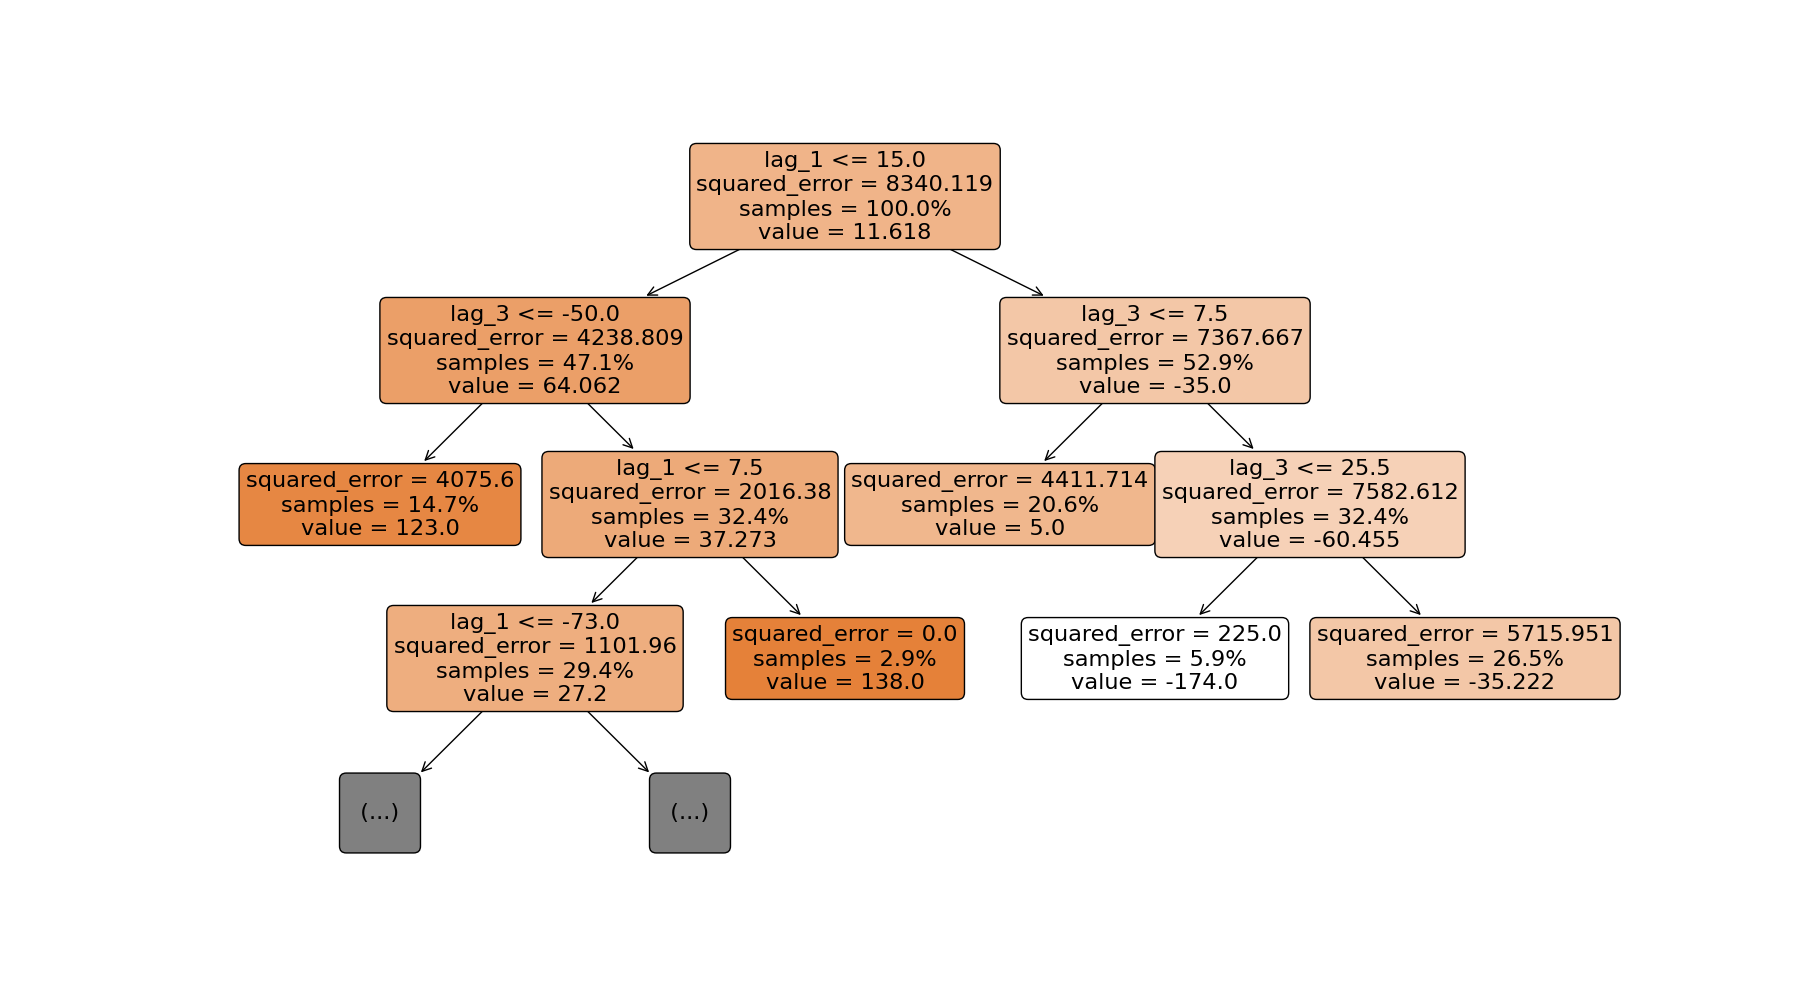 lag_1 <= 15.0
squared_error = 8340.119
samples = 100.0%
value = 11.618
lag_3 <= -50.0
squared_error = 4238.809
samples = 47.1%
value = 64.062
lag_3 <= 7.5
squared_error = 7367.667
samples = 52.9%
value = -35.0
squared_error = 4075.6
samples = 14.7%
value = 123.0
lag_1 <= 7.5
squared_error = 2016.38
samples = 32.4%
value = 37.273
squared_error = 4411.714
samples = 20.6%
value = 5.0
lag_3 <= 25.5
squared_error = 7582.612
samples = 32.4%
value = -60.455
lag_1 <= -73.0
squared_error = 1101.96
samples = 29.4%
value = 27.2
squared_error = 0.0
samples = 2.9%
value = 138.0
squared_error = 225.0
samples = 5.9%
value = -174.0
squared_error = 5715.951
samples = 26.5%
value = -35.222
(...)
(...)